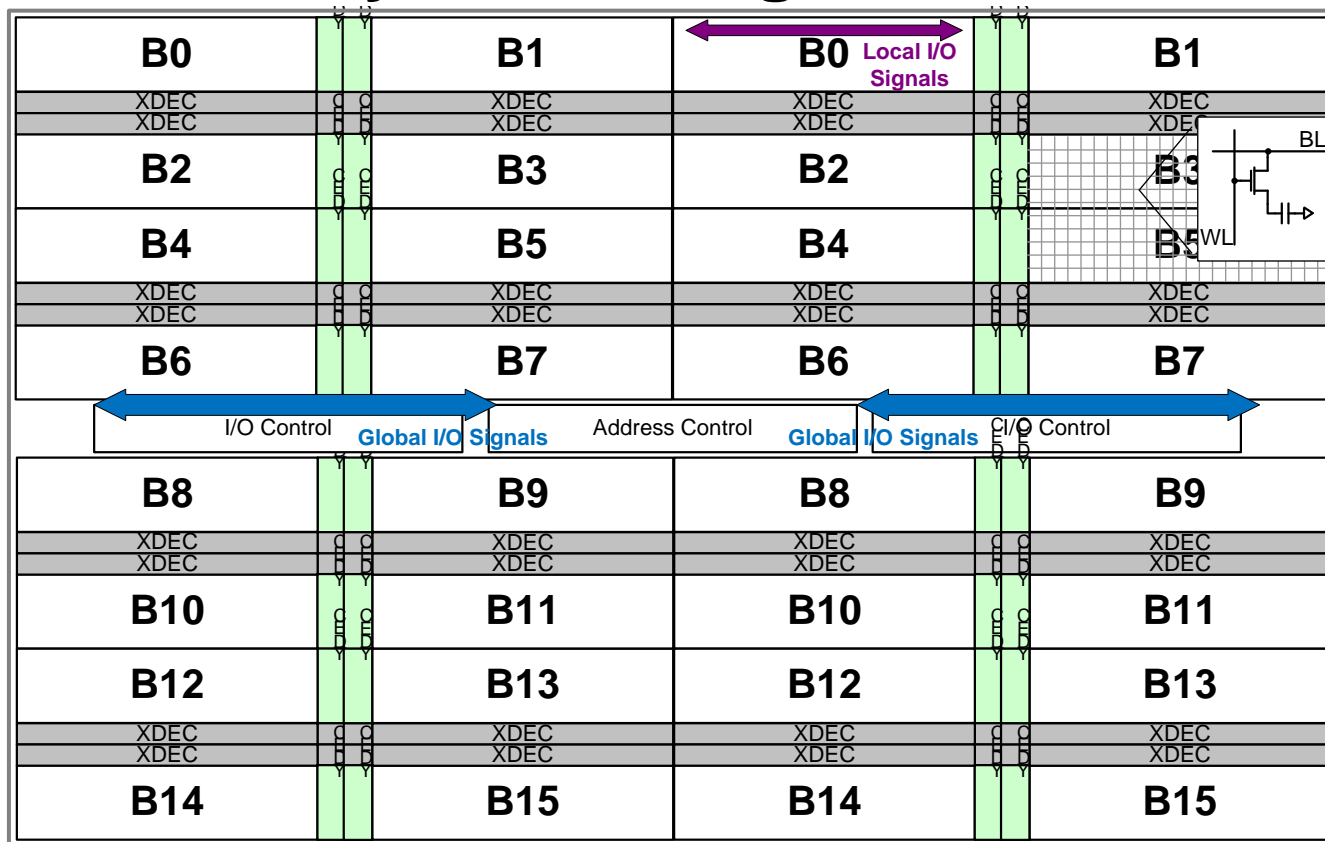 B0 B1 B0 Local I/O Signals B1
XDEC XDEC XDEC XDEC
XDEC XDEC XDEC XDEC
BL
B2 B3 B2 B3
B4 B5 B4 B5 WL
XDEC XDEC XDEC XDEC
XDEC XDEC XDEC XDEC
B6 B7 B6 B7
I/O Control Global I/O Signals Address Control Global I/O Signals I/O Control
B8 B9 B8 B9
XDEC XDEC XDEC XDEC
XDEC XDEC XDEC XDEC
B10 B11 B10 B11
B12 B13 B12 B13
XDEC XDEC XDEC XDEC
XDEC XDEC XDEC XDEC
B14 B15 B14 B15